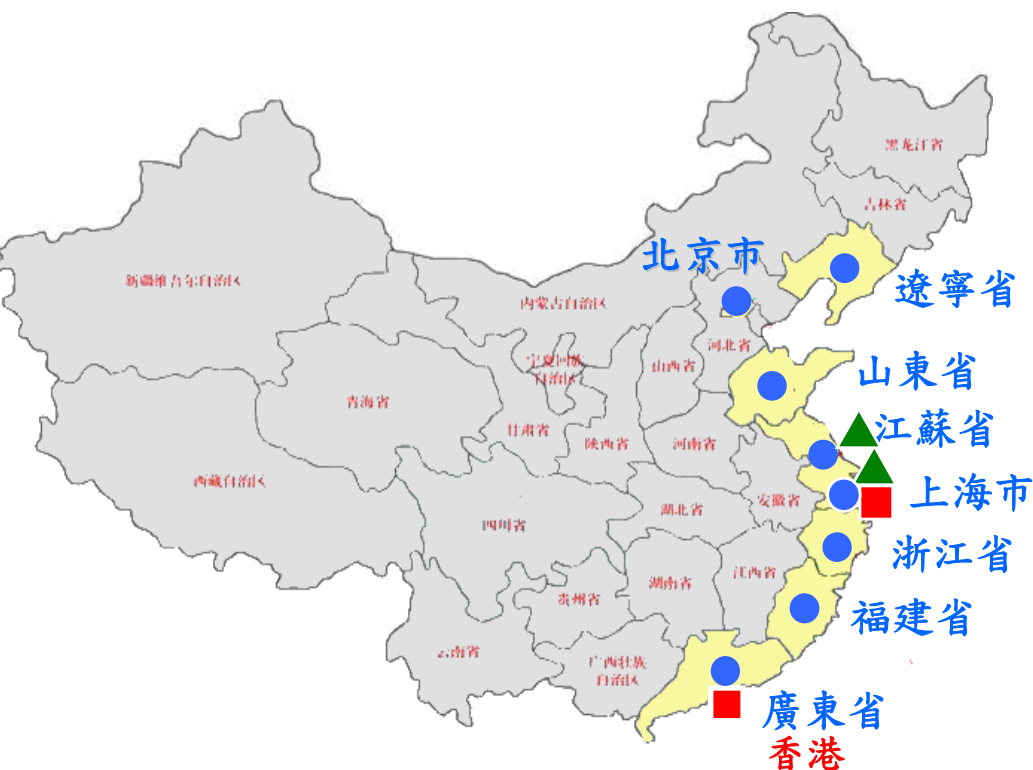 黑龙江省
吉林省
北京市
遼寧省
新疆维吾尔自治区
内蒙古自治区
河北省
宁夏回族
自治区
山西省
山東省
青海省
甘肃省
陕西省
河南省
江蘇省
西藏自治区
上海市
四川省
湖北省
安徽省
浙江省
湖南省
江西省
贵州省
福建省
云南省
广西壮族
自治区
廣東省
香港